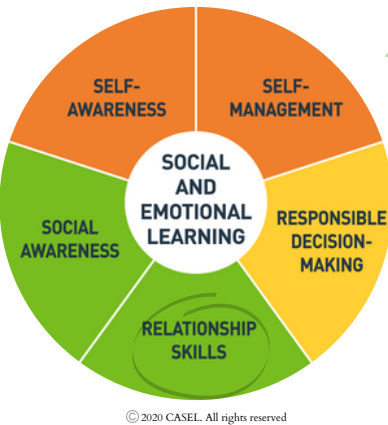 SELF-
AWARENESS
SELF-
MANAGEMENT
SOCIAL
AND
EMOTIONAL
LEARNING
SOCIAL
AWARENESS
RESPONSIBLE
DECISION-
MAKING
RELATIONSHIP
SKILLS
© 2020 CASEL. All rights reserved